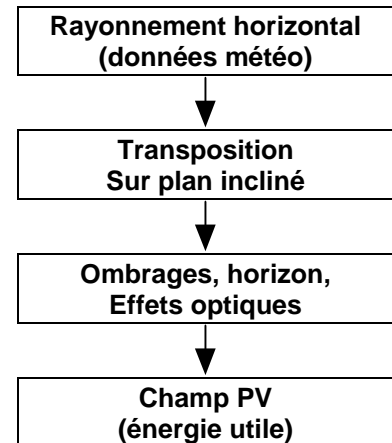 Rayonnement horizontal
(données météo)
Transposition
Sur plan incliné
Ombrages, horizon,
Effets optiques
Champ PV
(énergie utile)